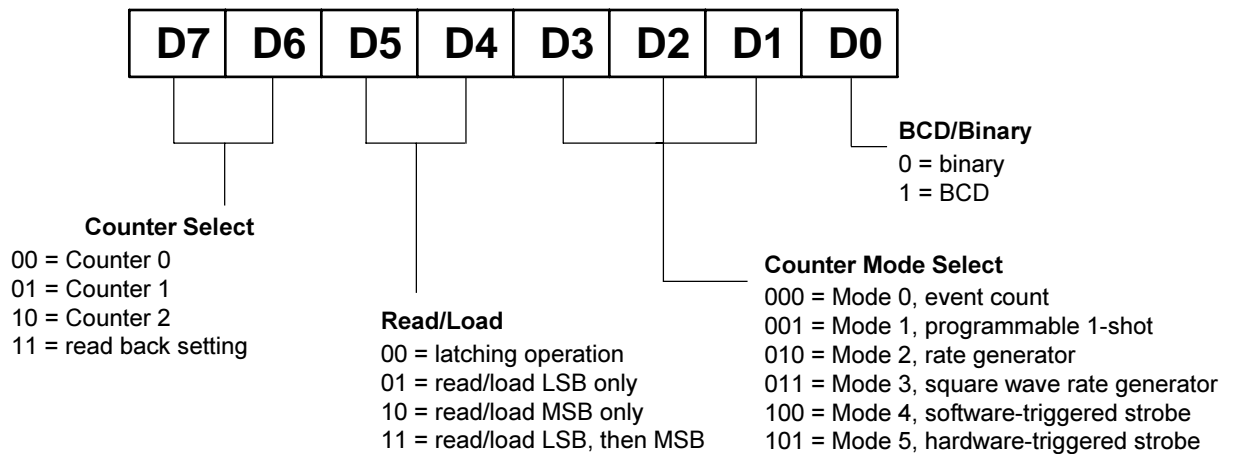 D7 D6 D5 D4 D3 D2 D1 D0
BCD/Binary
0 = binary
1 = BCD
Counter Select
00 = Counter 0
01 = Counter 1
10 = Counter 2
11 = read back setting
Read/Load
00 = latching operation
01 = read/load LSB only
10 = read/load MSB only
11 = read/load LSB, then MSB
Counter Mode Select
000 = Mode 0, event count
001 = Mode 1, programmable 1-shot
010 = Mode 2, rate generator
011 = Mode 3, square wave rate generator
100 = Mode 4, software-triggered strobe
101 = Mode 5, hardware-triggered strobe